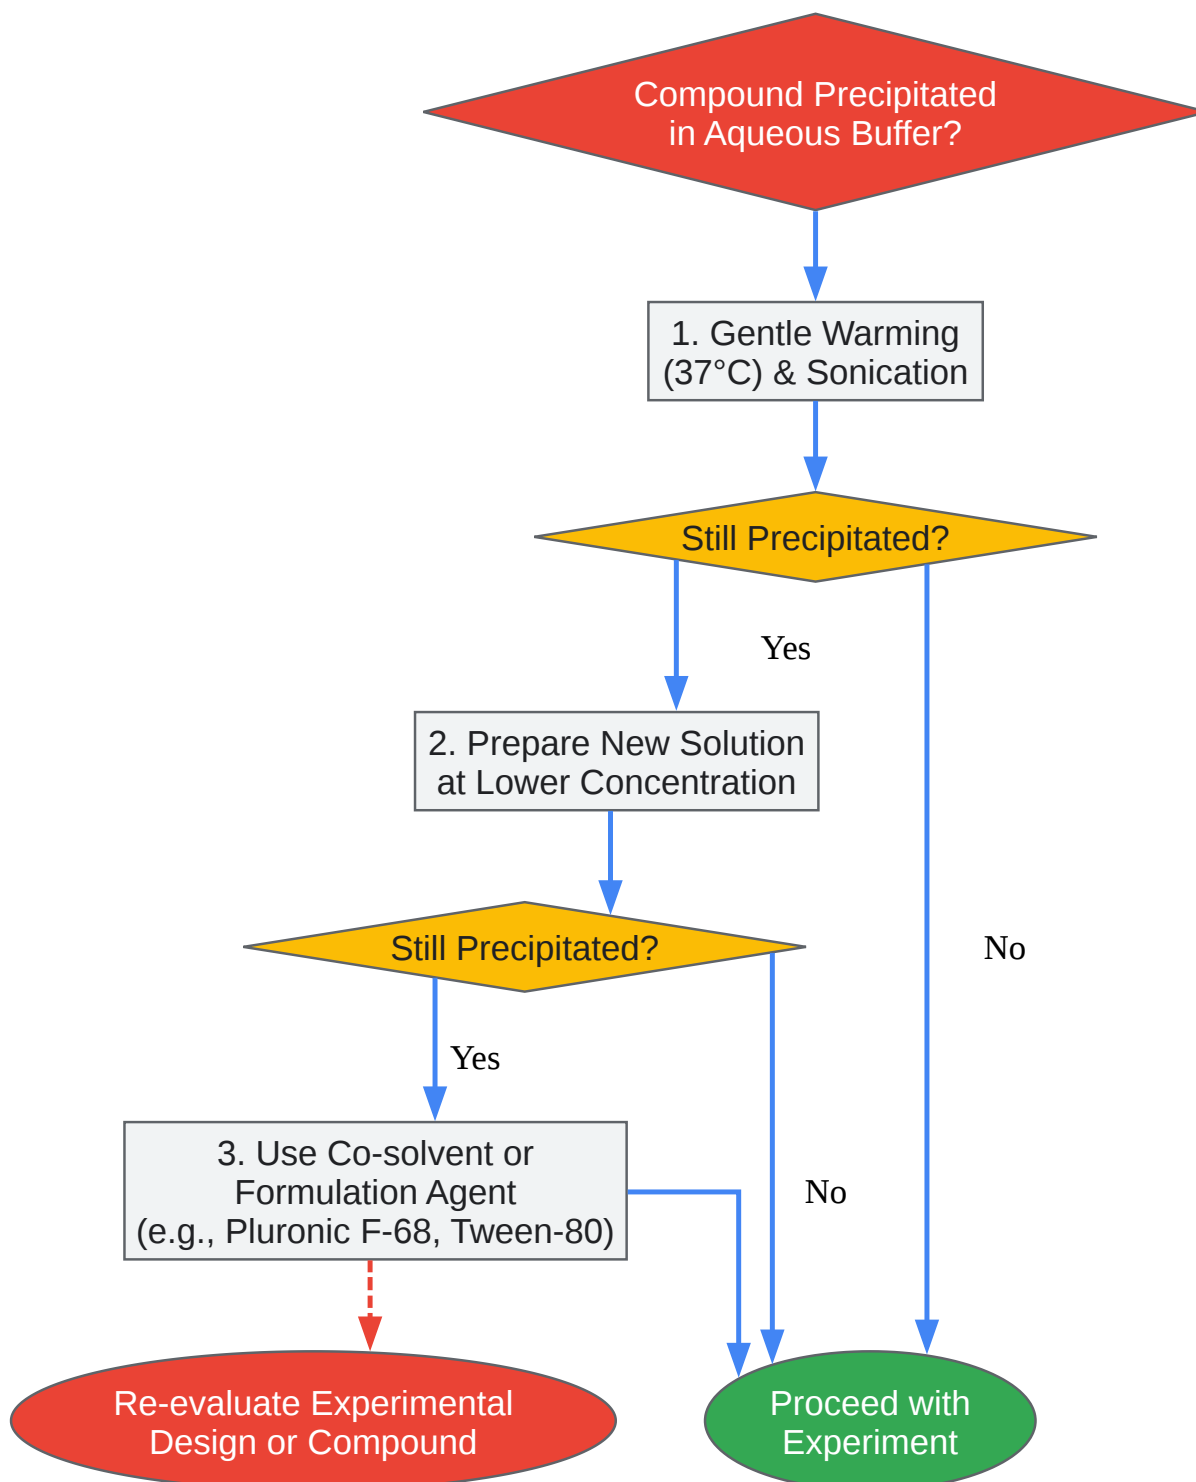 Compound Precipitated
in Aqueous Buffer?
1. Gentle Warming
(37°C) & Sonication
Still Precipitated?
Yes
2. Prepare New Solution
at Lower Concentration
Still Precipitated?
No
Yes
3. Use Co-solvent or
Formulation Agent
(e.g., Pluronic F-68, Tween-80)
No
Re-evaluate Experimental
Design or Compound
Proceed with
Experiment